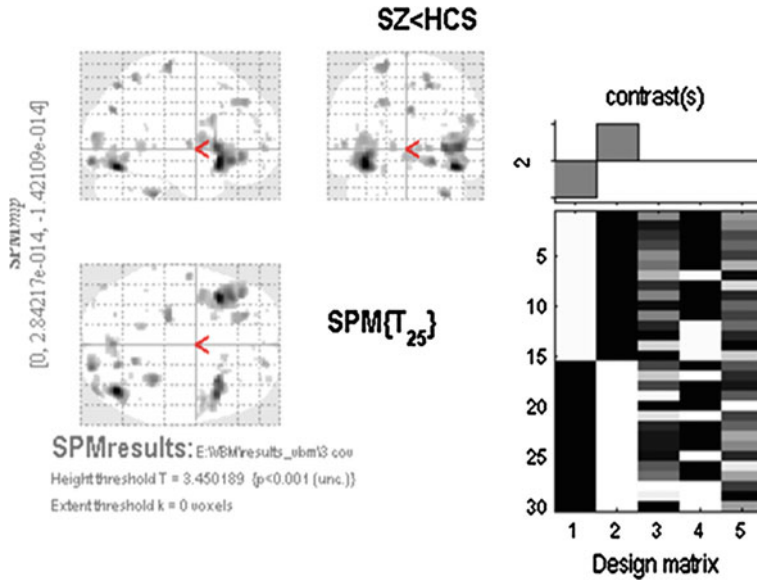 SZ<HCS
SPMmip
[0, 2.84217e-014, -1.42109e-014]
<
<
<
SPM{T25}
SPMresults: E:\VBM\results_vbm\3 cov
Height threshold T = 3.450189 {p<0.001 (unc.)}
Extent threshold k = 0 voxels
contrast(s)
2
5
10
15
20
25
30
1 2 3 4 5
Design matrix